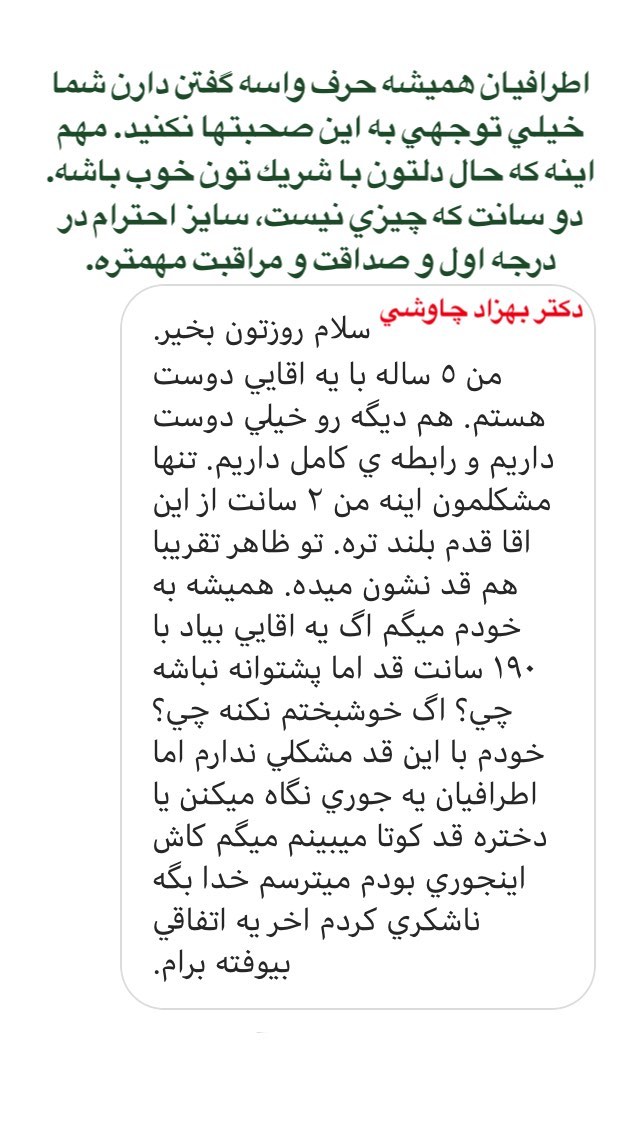 اطرافيان هميشه حرف واسه گفتن دارن شما
خيلي توجهي به اين صحبتها نكنيد. مهم
اينه كه حال دلتون با شريك تون خوب باشه.
دو سانت كه چيزي نيست، سايز احترام در
درجه اول و صداقت و مراقبت مهمتره.
دكتر بهزاد چاوشي
سلام روزتون بخير.
من ٥ ساله با يه اقايي دوست
هستم. هم ديگه رو خيلي دوست
داريم و رابطه ي كامل داريم. تنها
مشكلمون اينه من ٢ سانت از اين
اقا قدم بلند تره. تو ظاهر تقريبا
هم قد نشون ميده. هميشه به
خودم ميگم اگ يه اقايي بياد با
١٩٠ سانت قد اما پشتوانه نباشه
چي؟ اگ خوشبختم نكنه چي؟
خودم با اين قد مشكلي ندارم اما
اطرافيان يه جوري نگاه ميكنن يا
دختره قد كوتا ميبينم ميگم كاش
اينجوري بودم ميترسم خدا بگه
ناشكري كردم اخر يه اتفاقي
بيوفته برام.